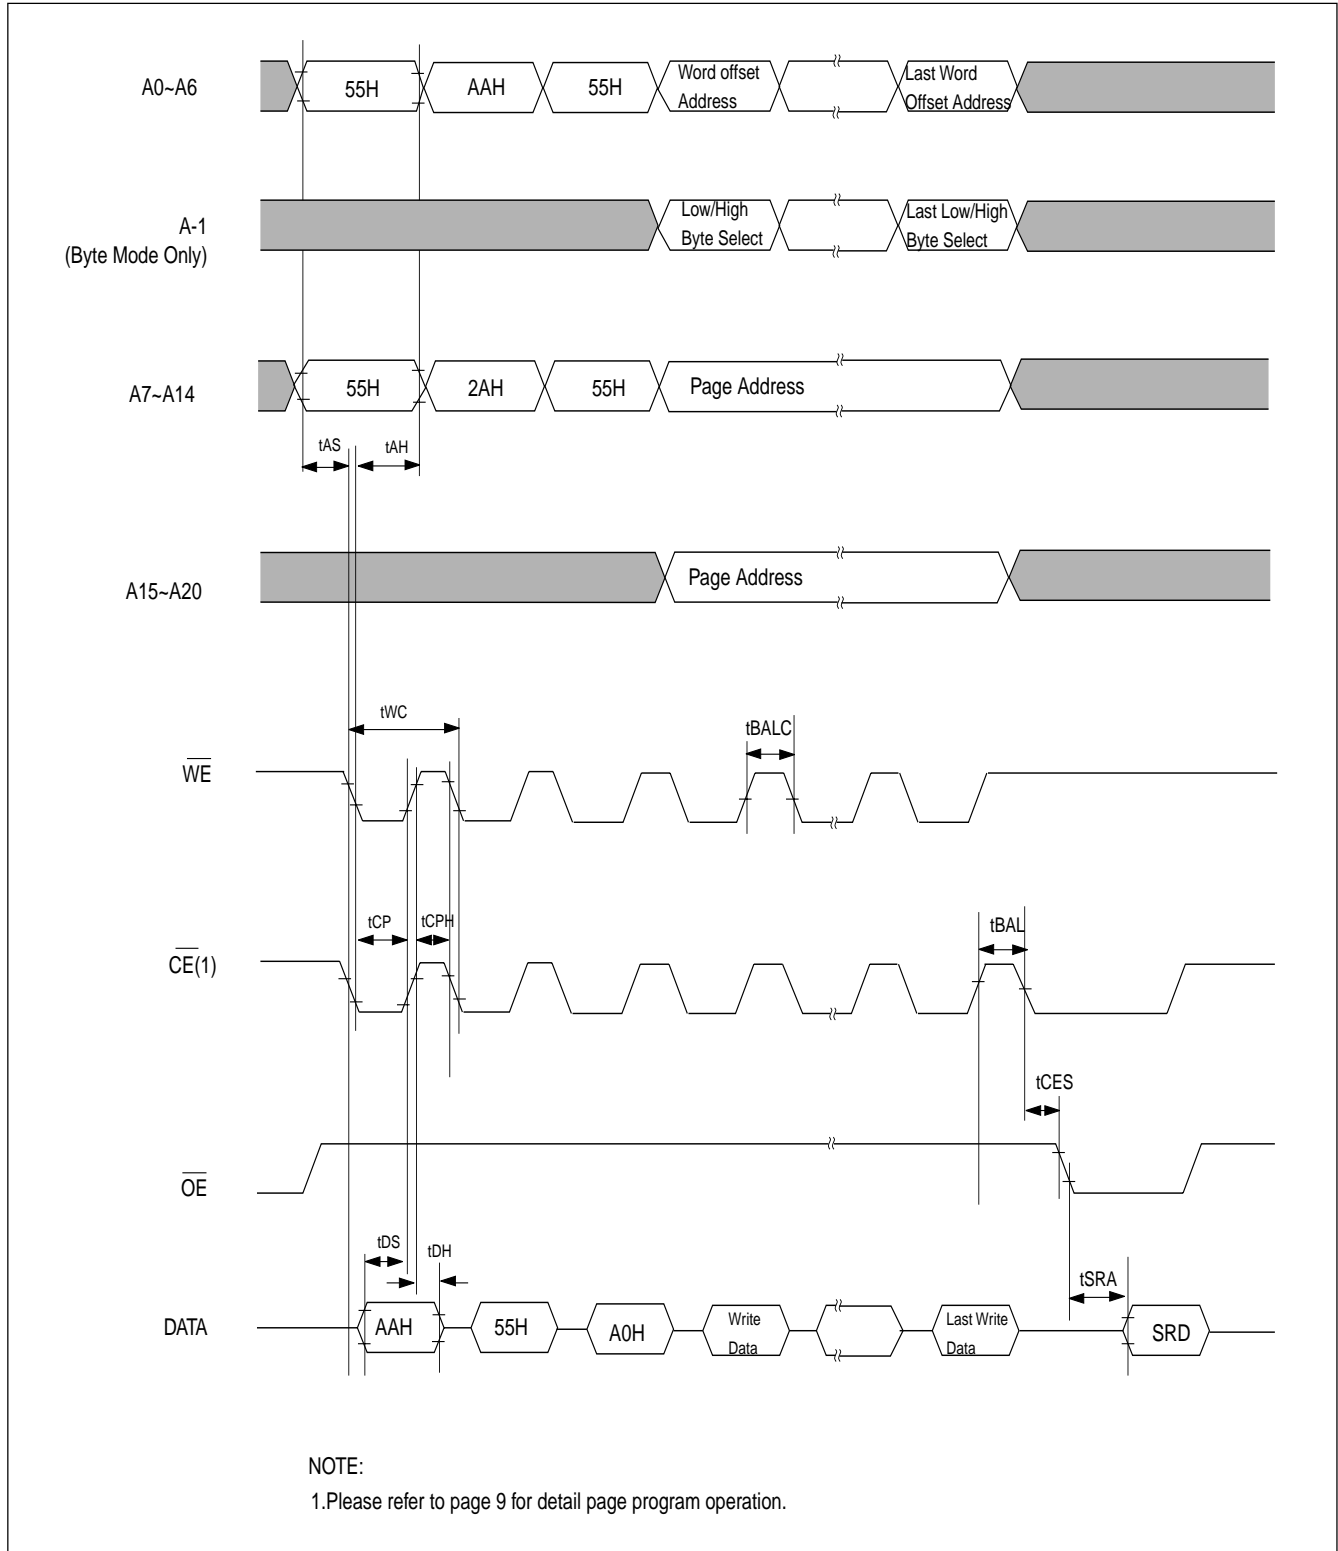 A0~A6
55H
AAH
55H
Word offset
Address
Last Word
Offset Address
A-1
(Byte Mode Only)
Low/High
Byte Select
Last Low/High
Byte Select
A7~A14
55H
2AH
55H
Page Address
tAS
tAH
A15~A20
Page Address
tWC
tBALC
WE
tCP
tCPH
tBAL
CE(1)
tCES
OE
tDS
tDH
tSRA
DATA
AAH
55H
A0H
Write
Data
Last Write
Data
SRD
NOTE:
1.Please refer to page 9 for detail page program operation.